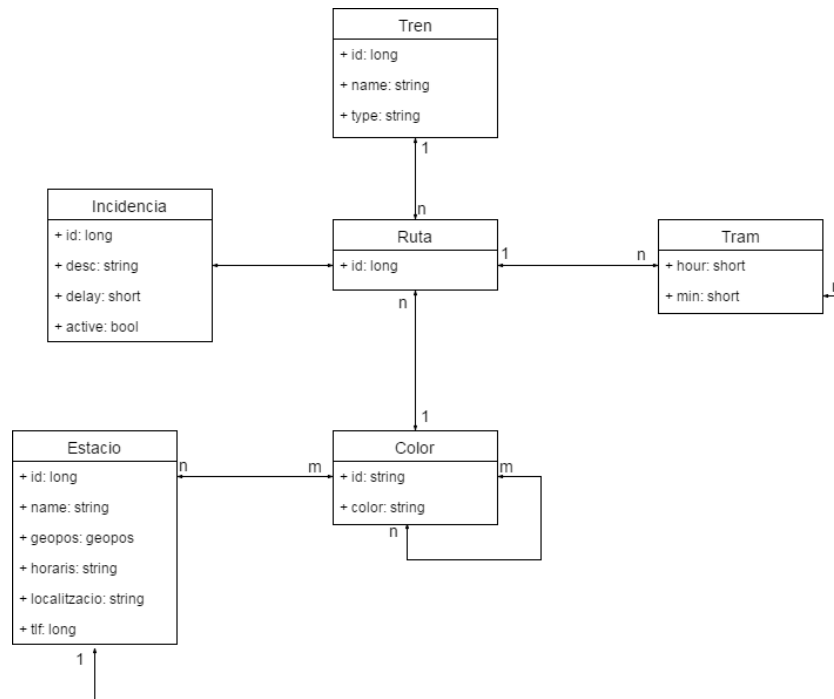 Tren
+ id: long
+ name: string
+ type: string
1
n
Incidencia
+ id: long
+ desc: string
+ delay: short
+ active: bool
Ruta
+ id: long
1
n
Tram
+ hour: short
+ min: short
n
1
Estacio
+ id: long
+ name: string
+ geopos: geopos
+ horaris: string
+ localitzacio: string
+ tlf: long
n
m
Color
+ id: string
+ color: string
m
n
1